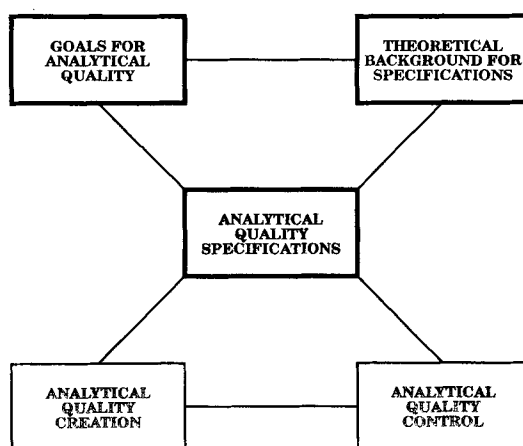 GOALS FOR
ANALYTICAL
QUALITY
THEORETICAL
BACKGROUND FOR
SPECIFICATIONS
ANALYTICAL
QUALITY
SPECIFICATIONS
ANALYTICAL
QUALITY
CREATION
ANALYTICAL
QUALITY
CONTROL